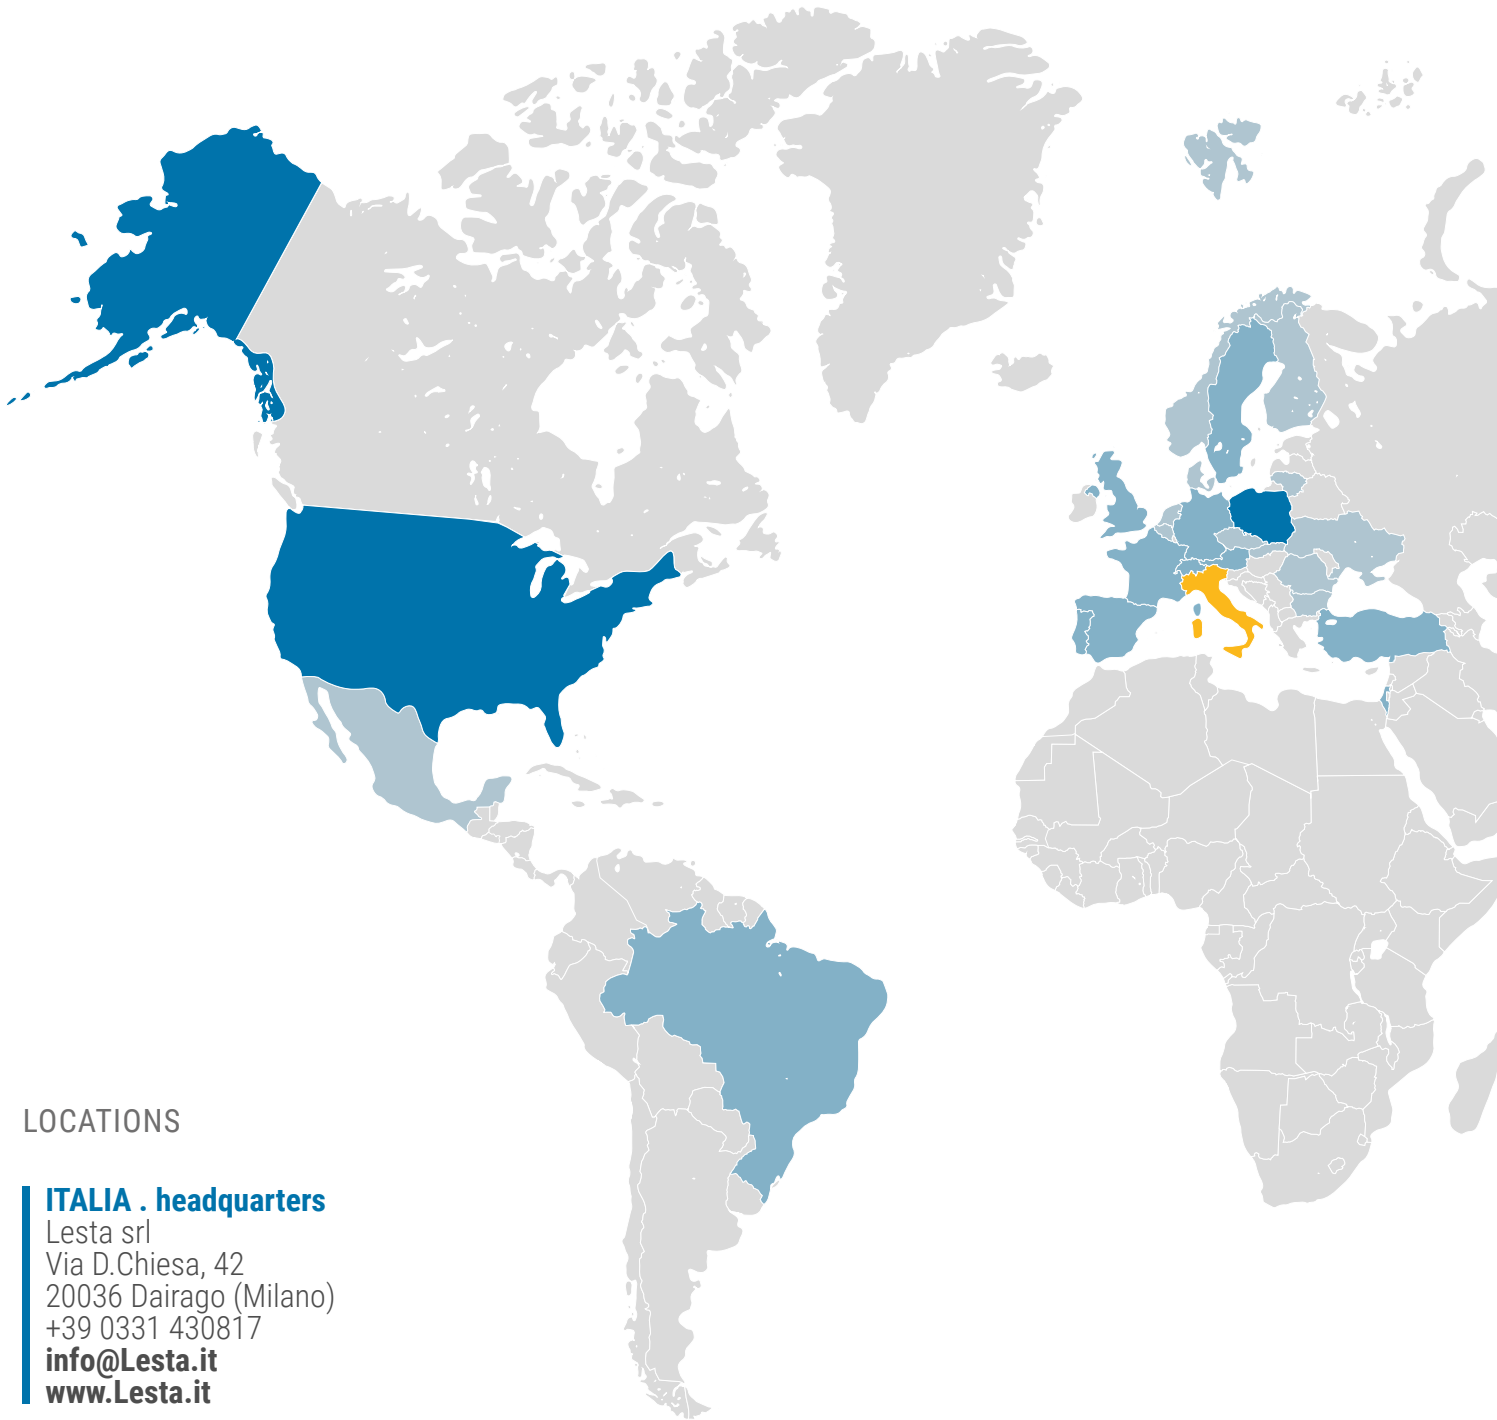 LOCATIONS
ITALIA . headquarters
Lesta srl
Via D.Chiesa, 42
20036 Dairago (Milano)
+39 0331 430817
info@Lesta.it
www.Lesta.it